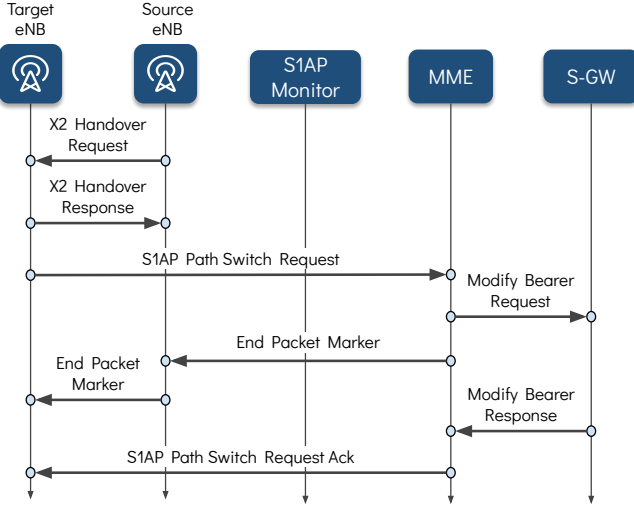 Target
eNB
Source
eNB
S1AP
Monitor
MME
S-GW
X2 Handover
Request
X2 Handover
Response
S1AP Path Switch Request
Modify Bearer
Request
End Packet Marker
End Packet
Marker
Modify Bearer
Response
S1AP Path Switch Request Ack